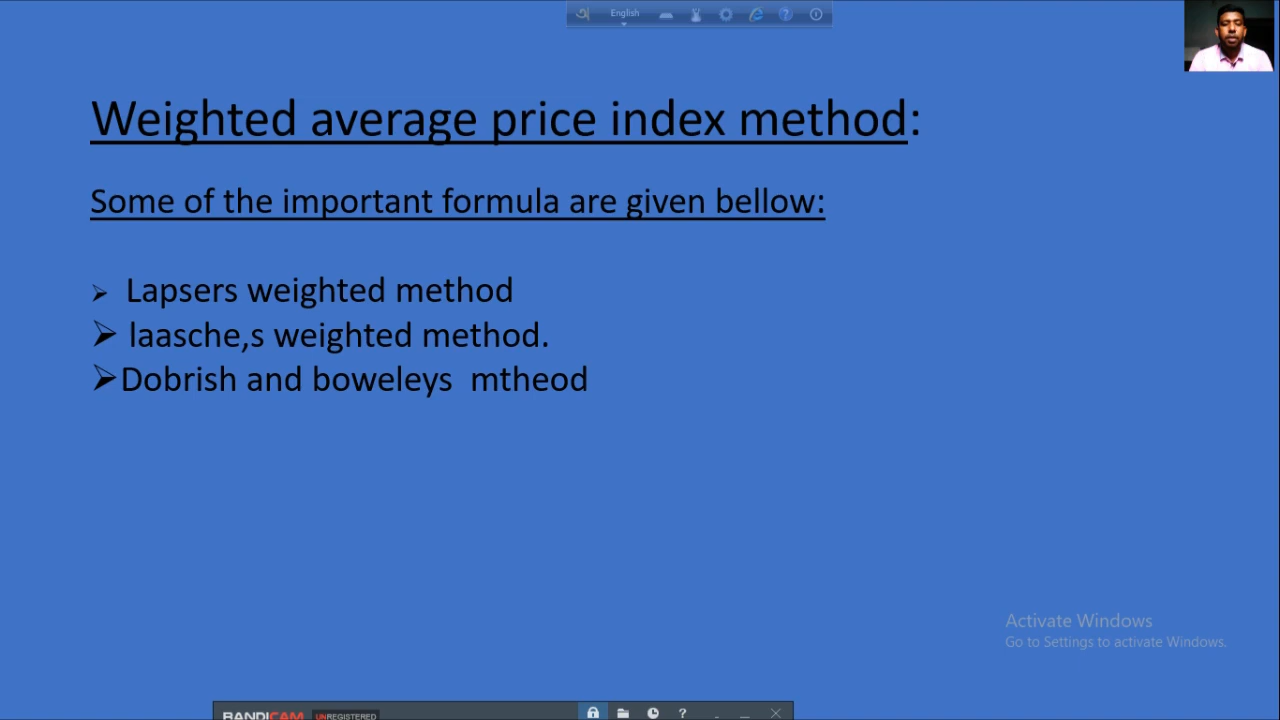 English
Weighted average price index method:
Some of the important formula are given bellow:
➢ Lapsers weighted method
➢ laasche,s weighted method.
➢Dobrish and boweleys mtheod
Activate Windows
Go to Settings to activate Windows.
BANDICAM UNREGISTERED